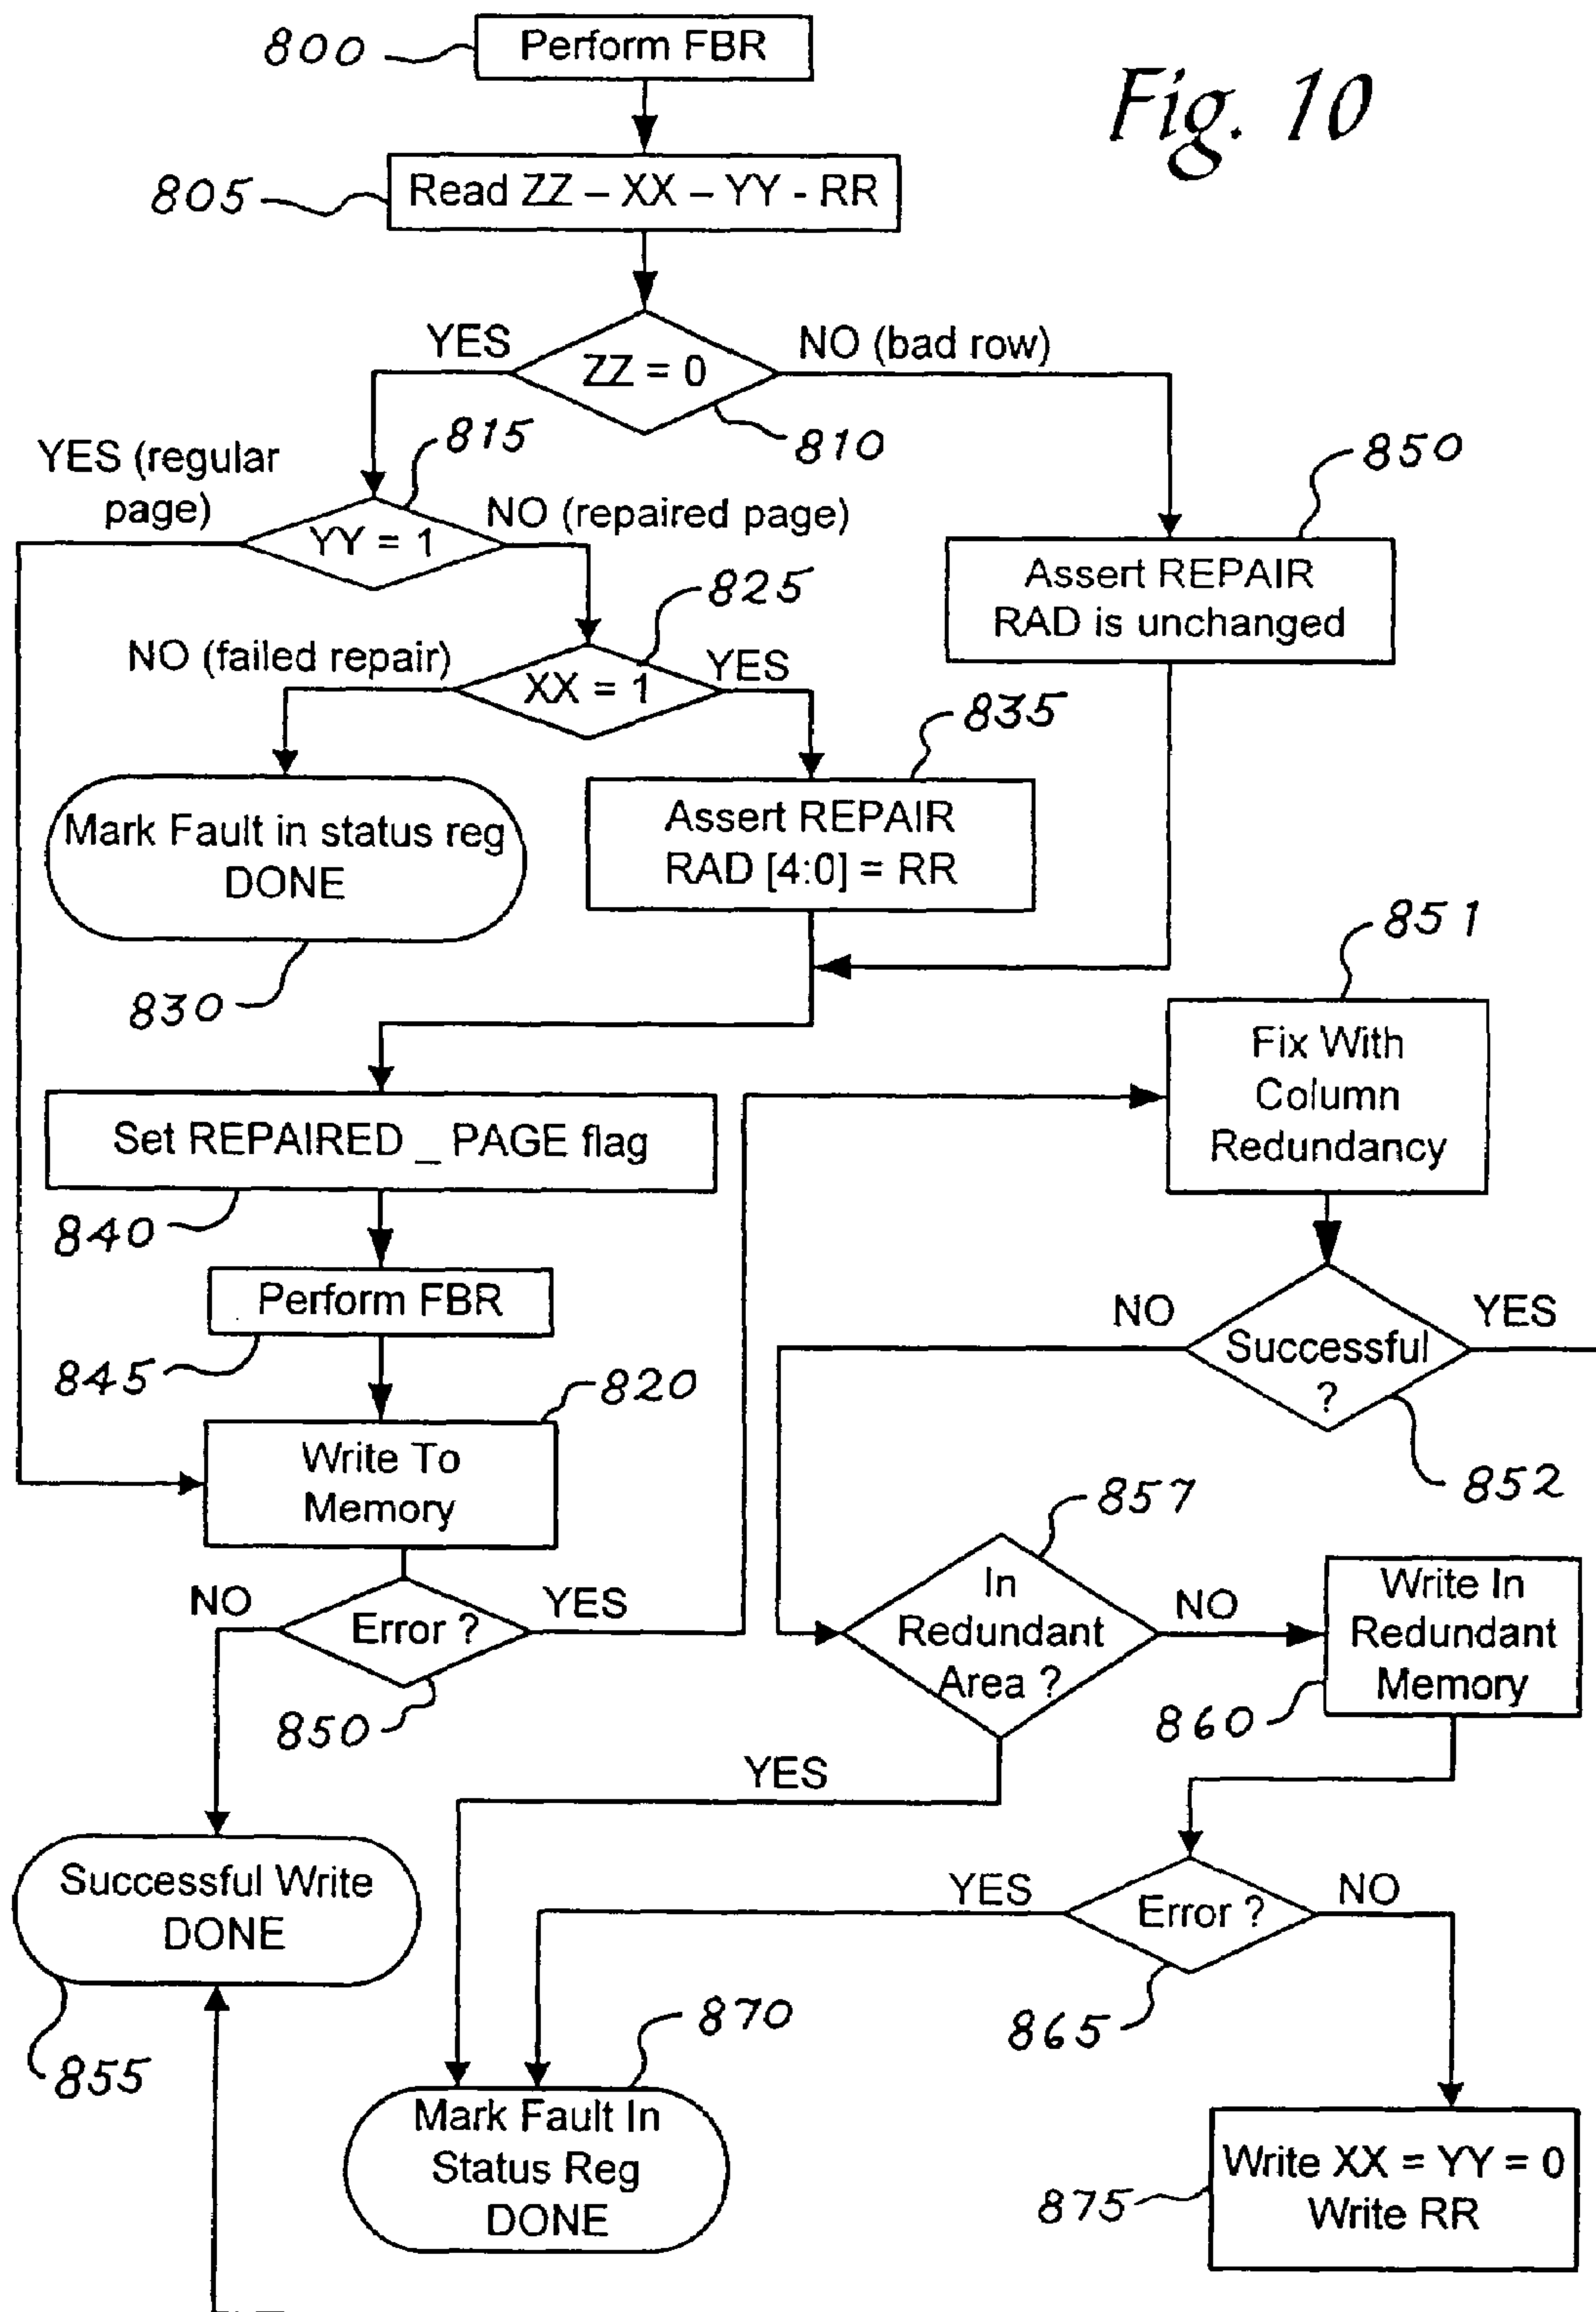 800
Perform FBR
Fig. 10
805
Read ZZ – XX – YY - RR
YES
ZZ = 0
NO (bad row)
810
815
YES (regular
page)
YY = 1
NO (repaired page)
850
Assert REPAIR
RAD is unchanged
825
NO (failed repair)
XX = 1
YES
835
Mark Fault in status reg
DONE
830
Assert REPAIR
RAD [4:0] = RR
851
Fix With
Column
Redundancy
Set REPAIRED _ PAGE flag
840
Perform FBR
845
NO
Successful
?
YES
852
820
Write To
Memory
857
NO
Error ?
YES
850
In
Redundant
Area ?
NO
YES
Write In
Redundant
Memory
860
Successful Write
DONE
855
YES
Error ?
NO
865
870
Mark Fault In
Status Reg
DONE
Write XX = YY = 0
Write RR
875